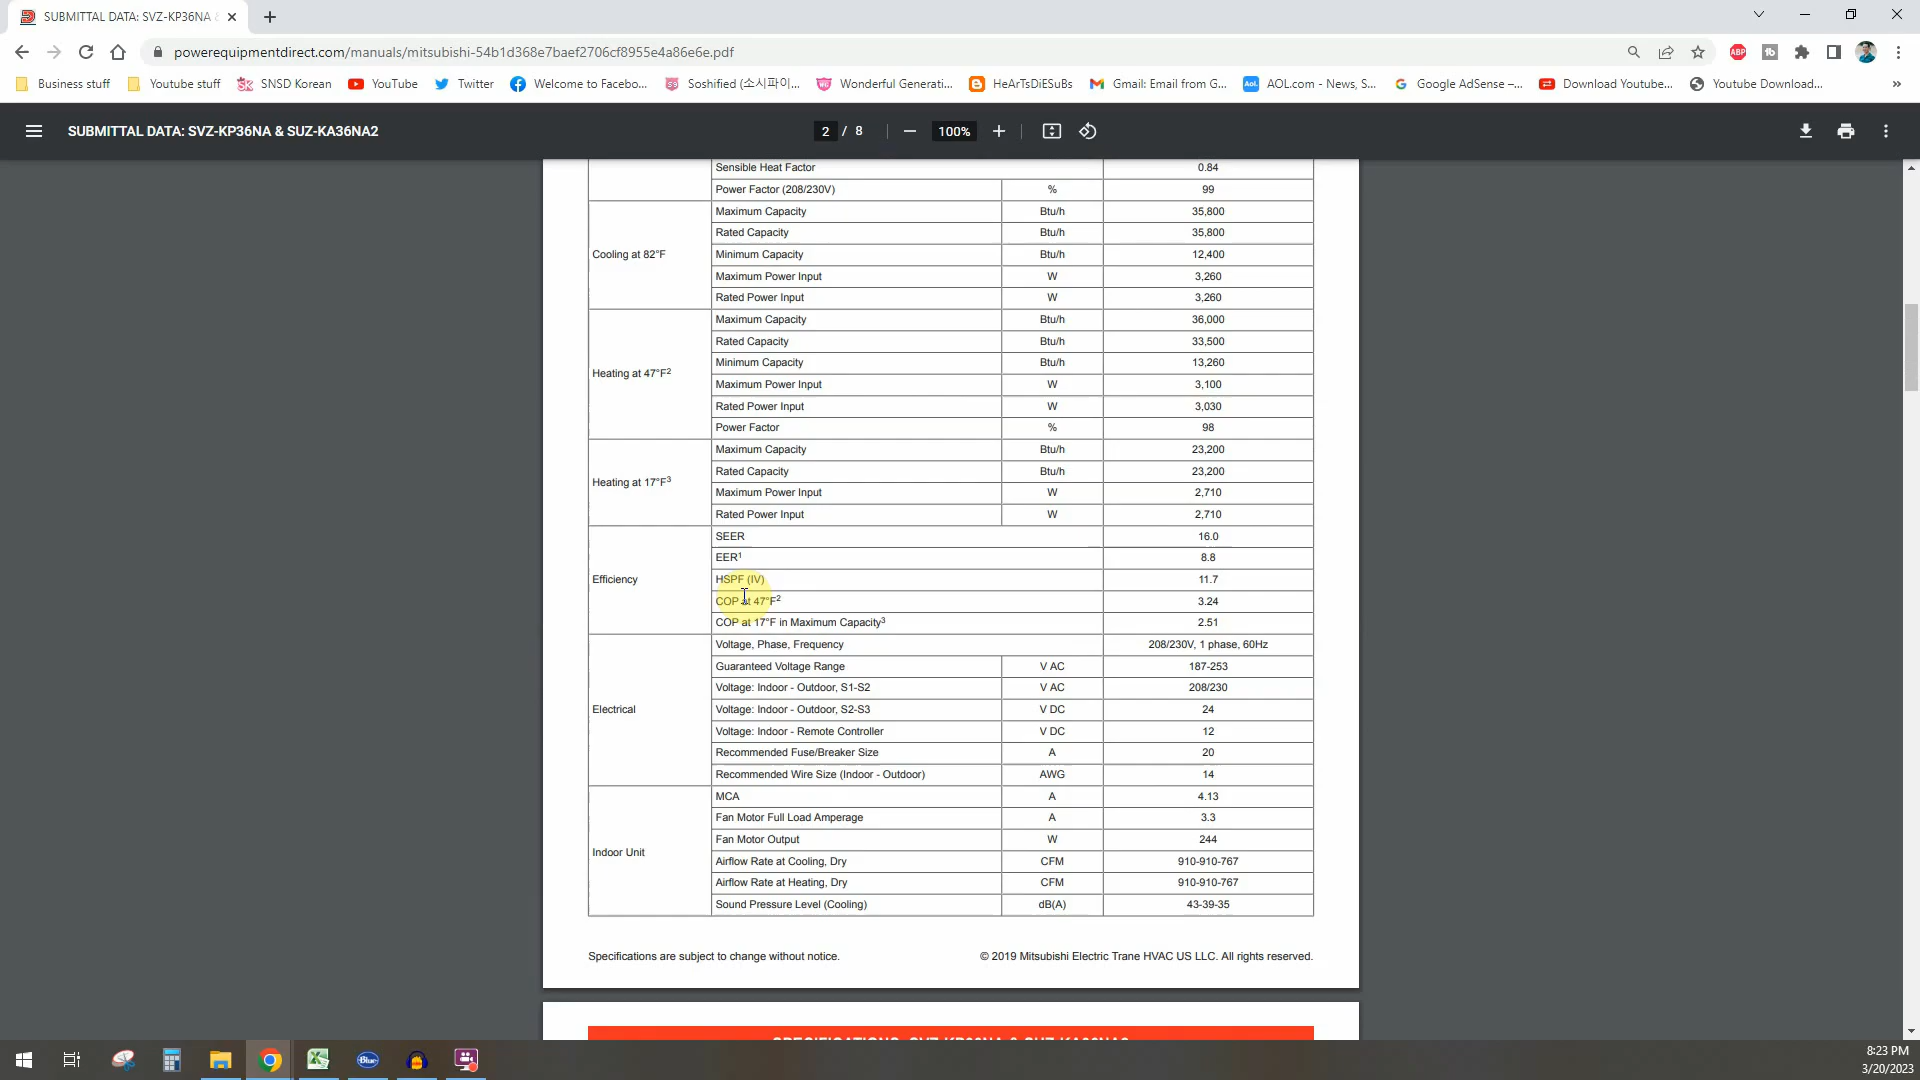 SUBMITTAL DATA: SVZ-KP36NA &
powerequipmentdirect.com/manuals/mitsubishi-54b1d368e7baef2706cf8955e4a86e6e.pdf
Business stuff Youtube stuff SNSD Korean YouTube Twitter Welcome to Facebo... Soshified (소시파이... Wonderful Generati... HeArTsDiESuBs Gmail: Email from G... AOL.com - News, S... Google AdSense –... Download Youtube... Youtube Download... »
SUBMITTAL DATA: SVZ-KP36NA & SUZ-KA36NA2 2 / 8 100%
Sensible Heat Factor 0.84
Power Factor (208/230V) % 99
Cooling at 82°F
Maximum Capacity Btu/h 35,800
Rated Capacity Btu/h 35,800
Minimum Capacity Btu/h 12,400
Maximum Power Input W 3,260
Rated Power Input W 3,260
Heating at 47°F²
Maximum Capacity Btu/h 36,000
Rated Capacity Btu/h 33,500
Minimum Capacity Btu/h 13,260
Maximum Power Input W 3,100
Rated Power Input W 3,030
Power Factor % 98
Heating at 17°F³
Maximum Capacity Btu/h 23,200
Rated Capacity Btu/h 23,200
Maximum Power Input W 2,710
Rated Power Input W 2,710
Efficiency
SEER 16.0
EER¹ 8.8
HSPF (IV) 11.7
COP at 47°F² 3.24
COP at 17°F in Maximum Capacity³ 2.51
Electrical
Voltage, Phase, Frequency 208/230V, 1 phase, 60Hz
Guaranteed Voltage Range V AC 187-253
Voltage: Indoor - Outdoor, S1-S2 V AC 208/230
Voltage: Indoor - Outdoor, S2-S3 V DC 24
Voltage: Indoor - Remote Controller V DC 12
Recommended Fuse/Breaker Size A 20
Recommended Wire Size (Indoor - Outdoor) AWG 14
Indoor Unit
MCA A 4.13
Fan Motor Full Load Amperage A 3.3
Fan Motor Output W 244
Airflow Rate at Cooling, Dry CFM 910-910-767
Airflow Rate at Heating, Dry CFM 910-910-767
Sound Pressure Level (Cooling) dB(A) 43-39-35
Specifications are subject to change without notice. © 2019 Mitsubishi Electric Trane HVAC US LLC. All rights reserved.
8:23 PM
3/20/2023